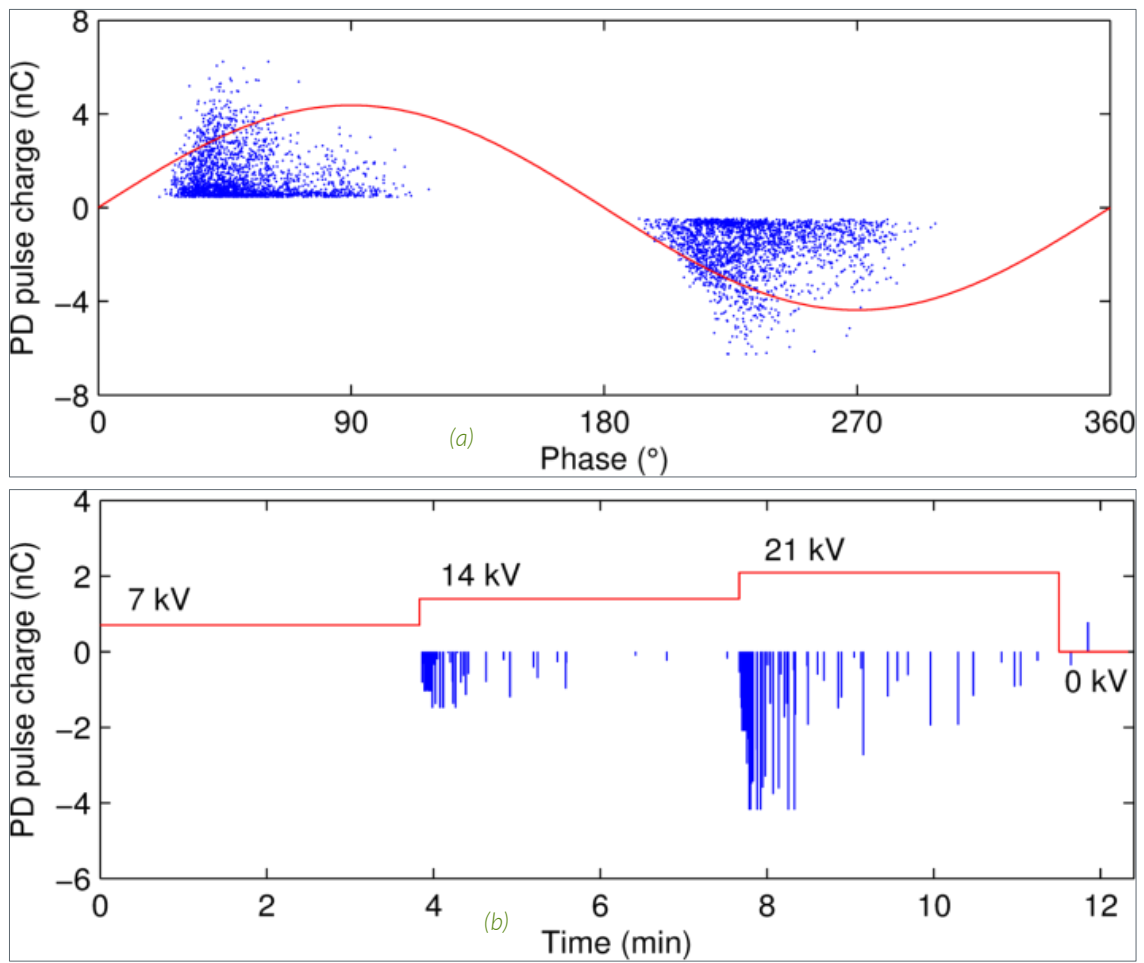 8
4
0
−4
−8
PD pulse charge (nC)
0 90 180 270 360
(a)
Phase (°)
4
2
0
−2
−4
−6
PD pulse charge (nC)
7 kV
14 kV
21 kV
0 kV
0 2 4 6 8 10 12
(b)
Time (min)